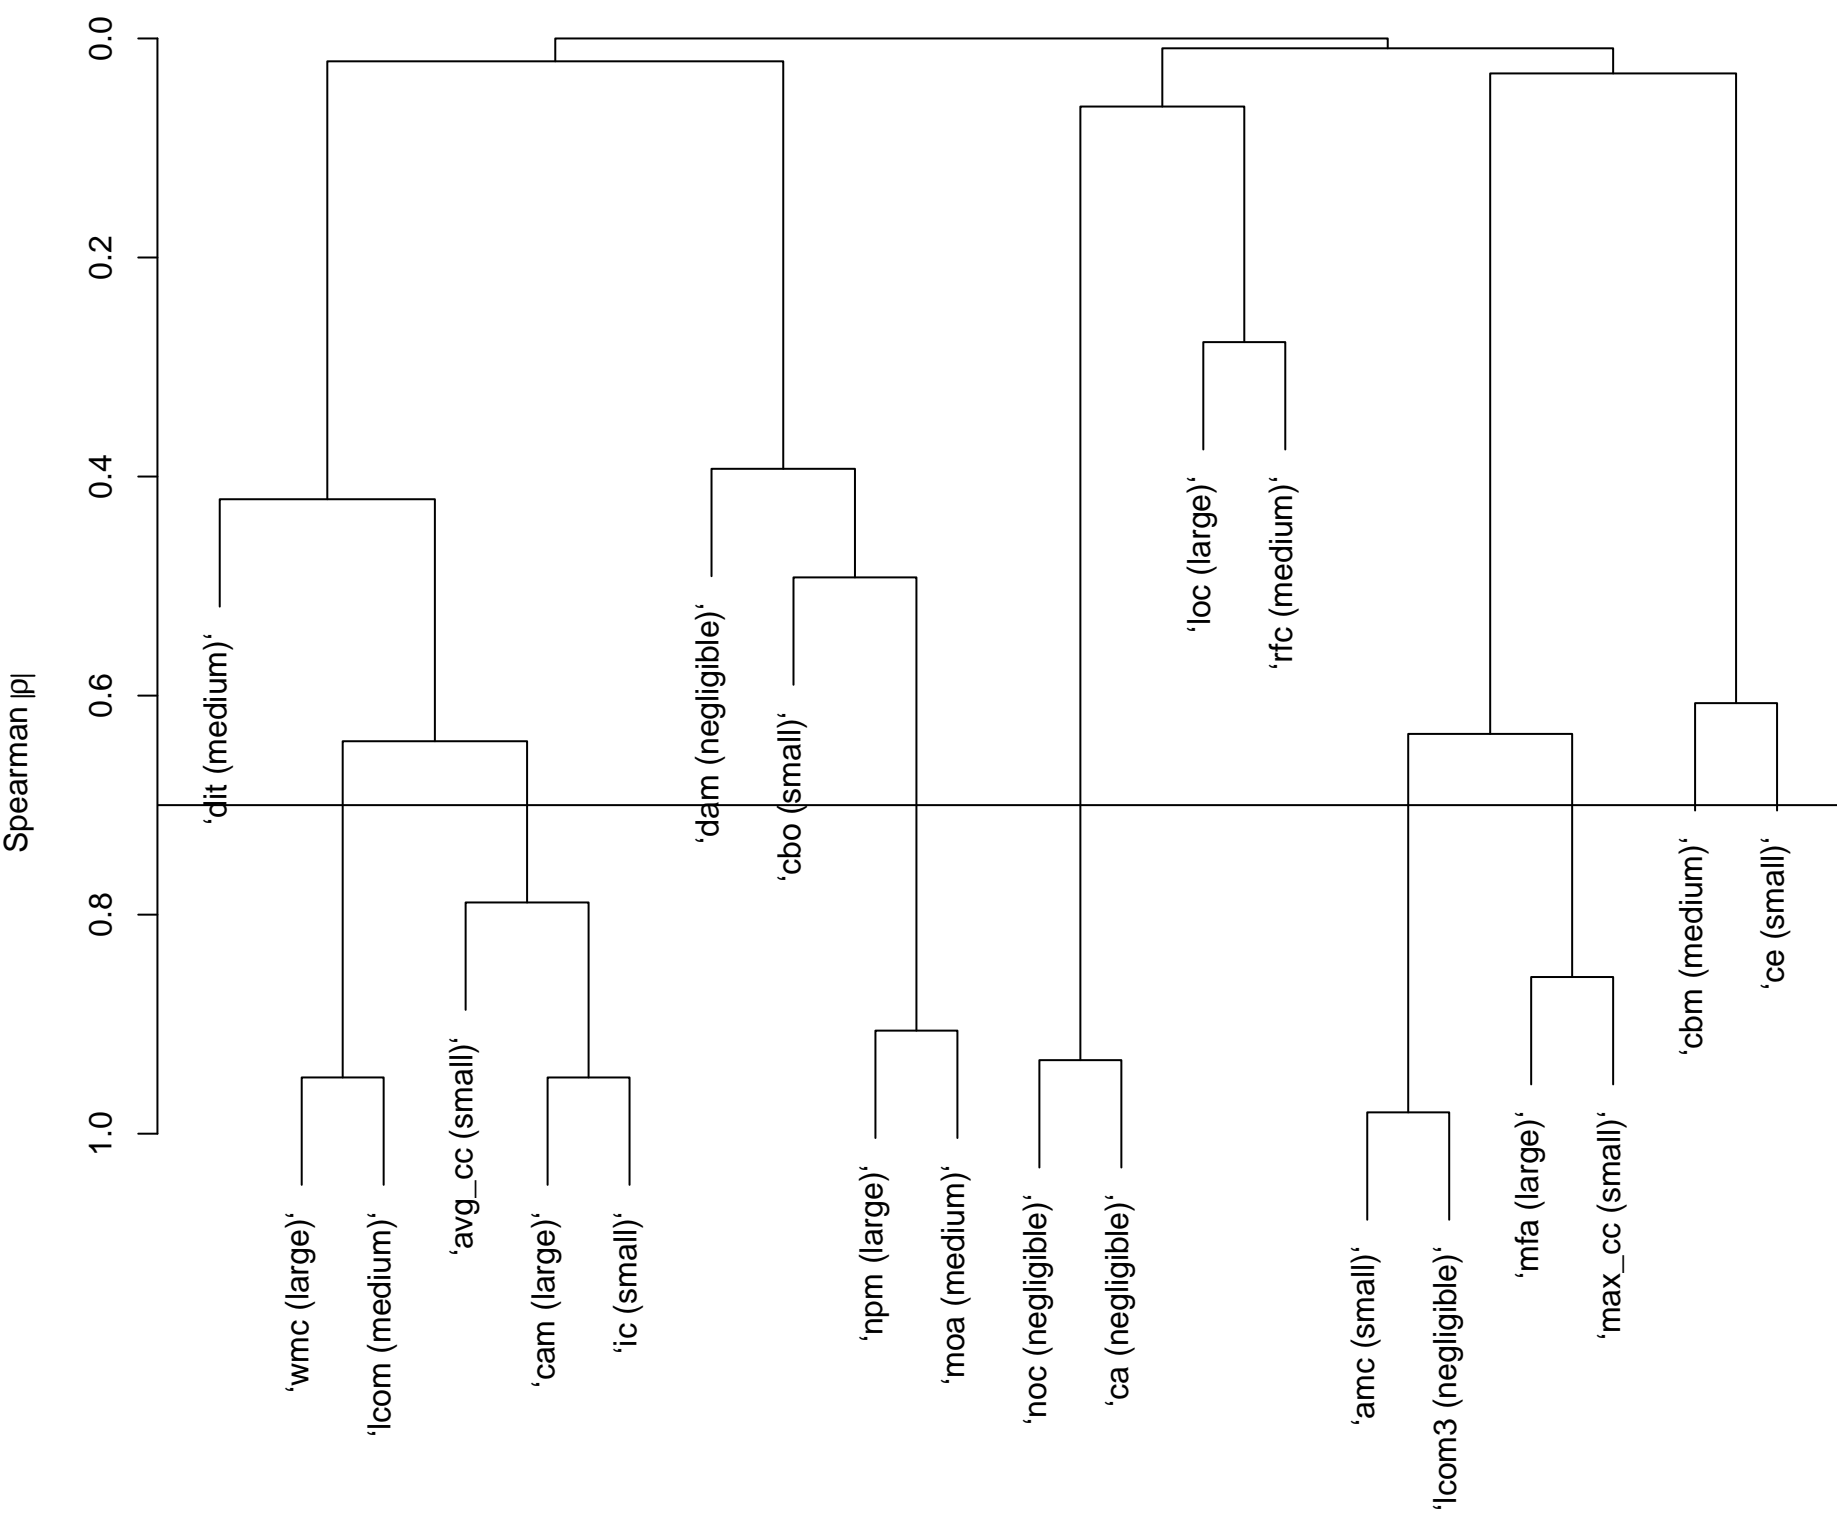 Spearman |ρ|
0.0
0.2
0.4
0.6
0.8
1.0
‘dit (medium)‘
‘wmc (large)‘
‘lcom (medium)‘
‘avg_cc (small)‘
‘cam (large)‘
‘ic (small)‘
‘dam (negligible)‘
‘cbo (small)‘
‘npm (large)‘
‘moa (medium)‘
‘noc (negligible)‘
‘ca (negligible)‘
‘loc (large)‘
‘rfc (medium)‘
‘amc (small)‘
‘lcom3 (negligible)‘
‘mfa (large)‘
‘max_cc (small)‘
‘cbm (medium)‘
‘ce (small)‘